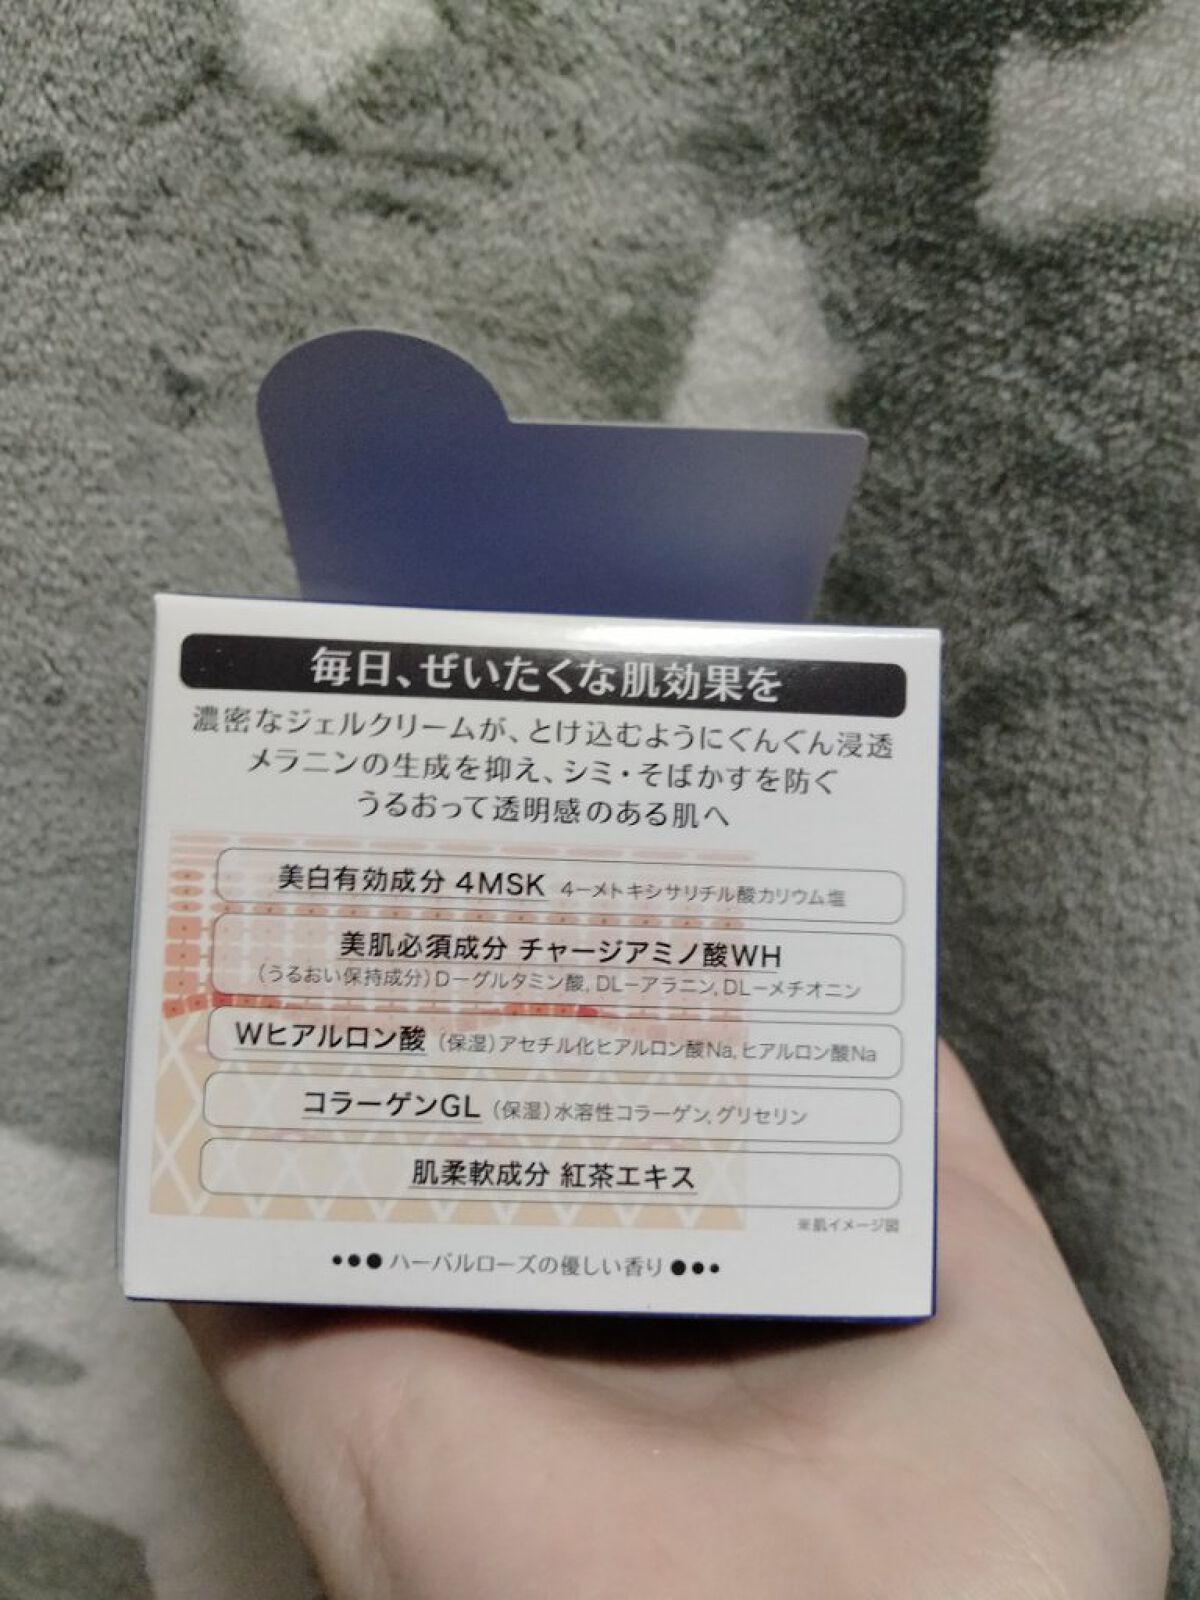 毎日、ぜいたくな肌効果を
濃密なジェルクリームが、とけ込むようにぐんぐん浸透
メラニンの生成を抑え、シミ・そばかすを防ぐ
うるおって透明感のある肌へ
美白有効成分 4MSK 4ーメトキシサリチル酸カリウム塩
美肌必須成分 チャージアミノ酸WH
(うるおい保持成分)Dーグルタミン酸, DLーアラニン, DLーメチオニン
Wヒアルロン酸 (保湿)アセチル化ヒアルロン酸Na, ヒアルロン酸Na
コラーゲンGL (保湿)水溶性コラーゲン, グリセリン
肌柔軟成分 紅茶エキス
※肌イメージ図
●●●ハーバルローズの優しい香り●●●